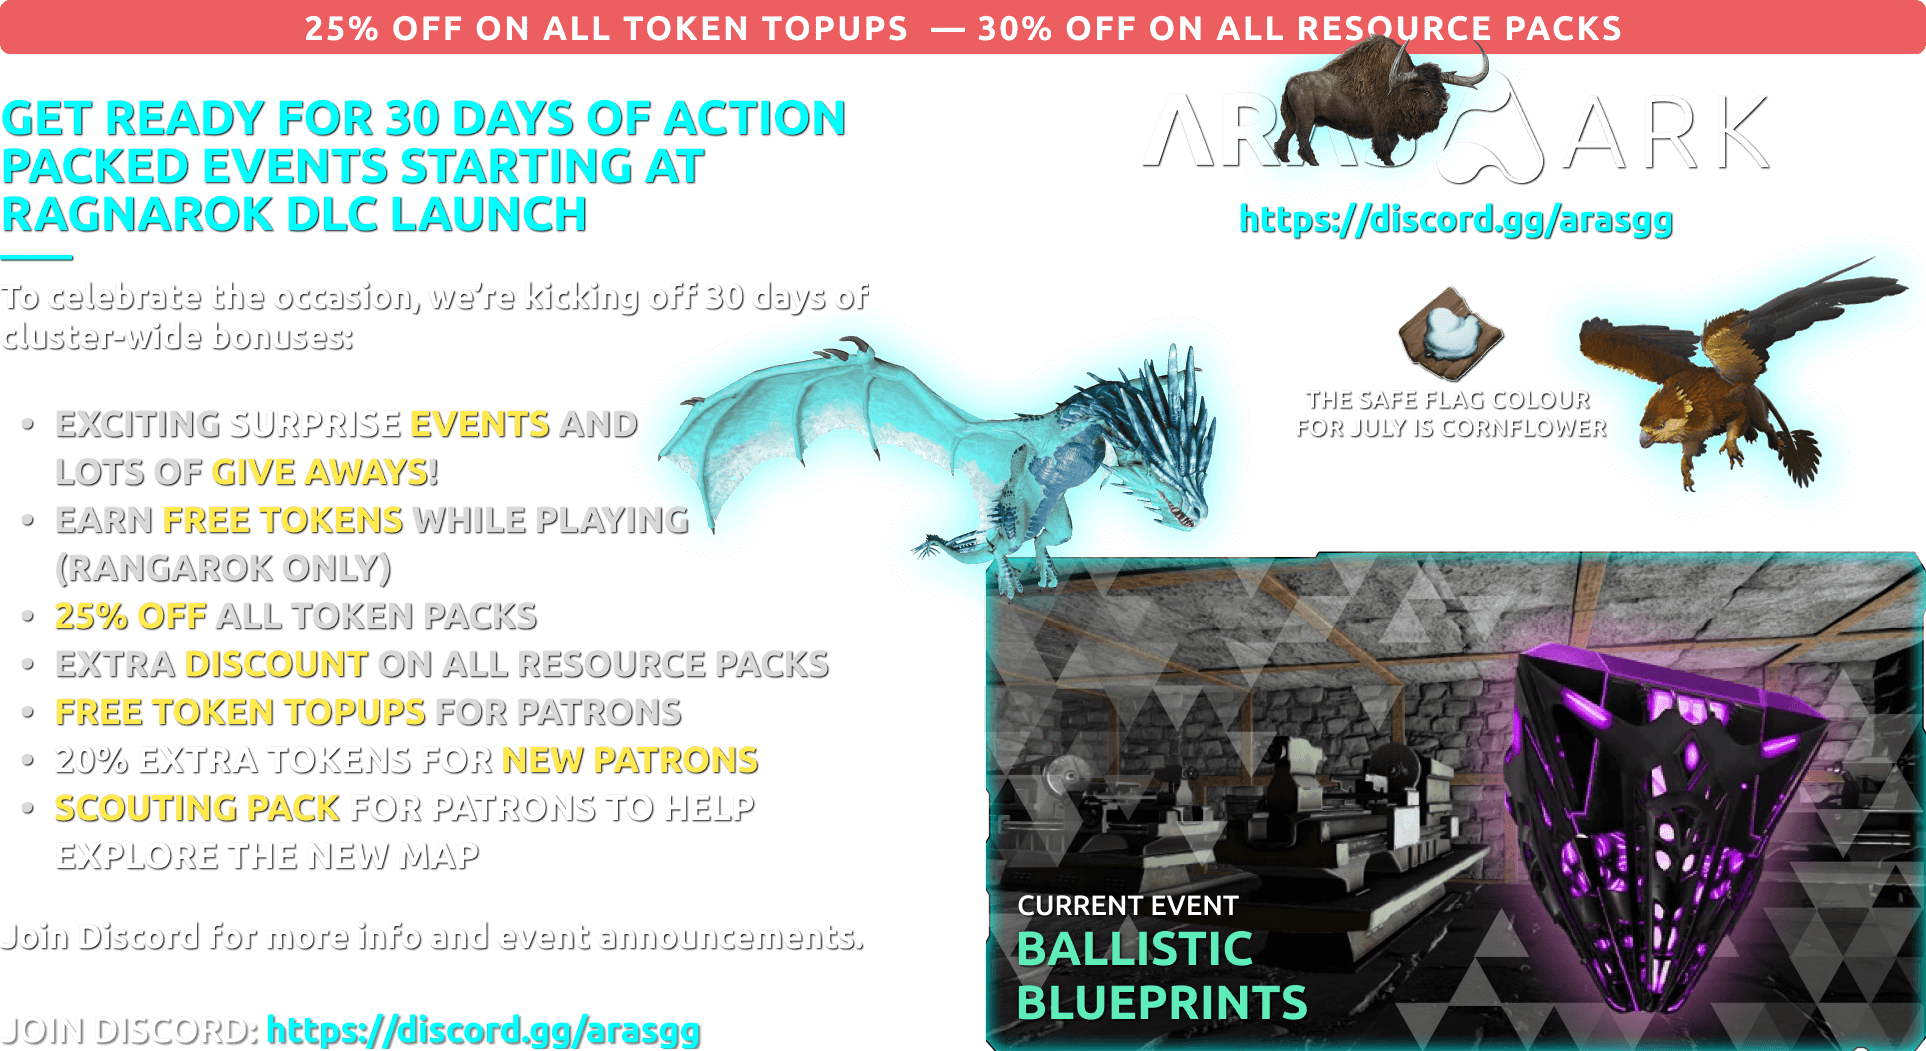 25% OFF ON ALL TOKEN TOPUPS — 30% OFF ON ALL RESOURCE PACKS
GET READY FOR 30 DAYS OF ACTION
PACKED EVENTS STARTING AT
RAGNAROK DLC LAUNCH
To celebrate the occasion, we're kicking off 30 days of
cluster-wide bonuses:
• EXCITING SURPRISE EVENTS AND
LOTS OF GIVE AWAYS!
• EARN FREE TOKENS WHILE PLAYING
(RANGAROK ONLY)
• 25% OFF ALL TOKEN PACKS
• EXTRA DISCOUNT ON ALL RESOURCE PACKS
• FREE TOKEN TOPUPS FOR PATRONS
• 20% EXTRA TOKENS FOR NEW PATRONS
• SCOUTING PACK FOR PATRONS TO HELP
EXPLORE THE NEW MAP
Join Discord for more info and event announcements.
JOIN DISCORD: https://discord.gg/arasgg
ARAS ARK
https://discord.gg/arasgg
THE SAFE FLAG COLOUR
FOR JULY IS CORNFLOWER
CURRENT EVENT
BALLISTIC
BLUEPRINTS